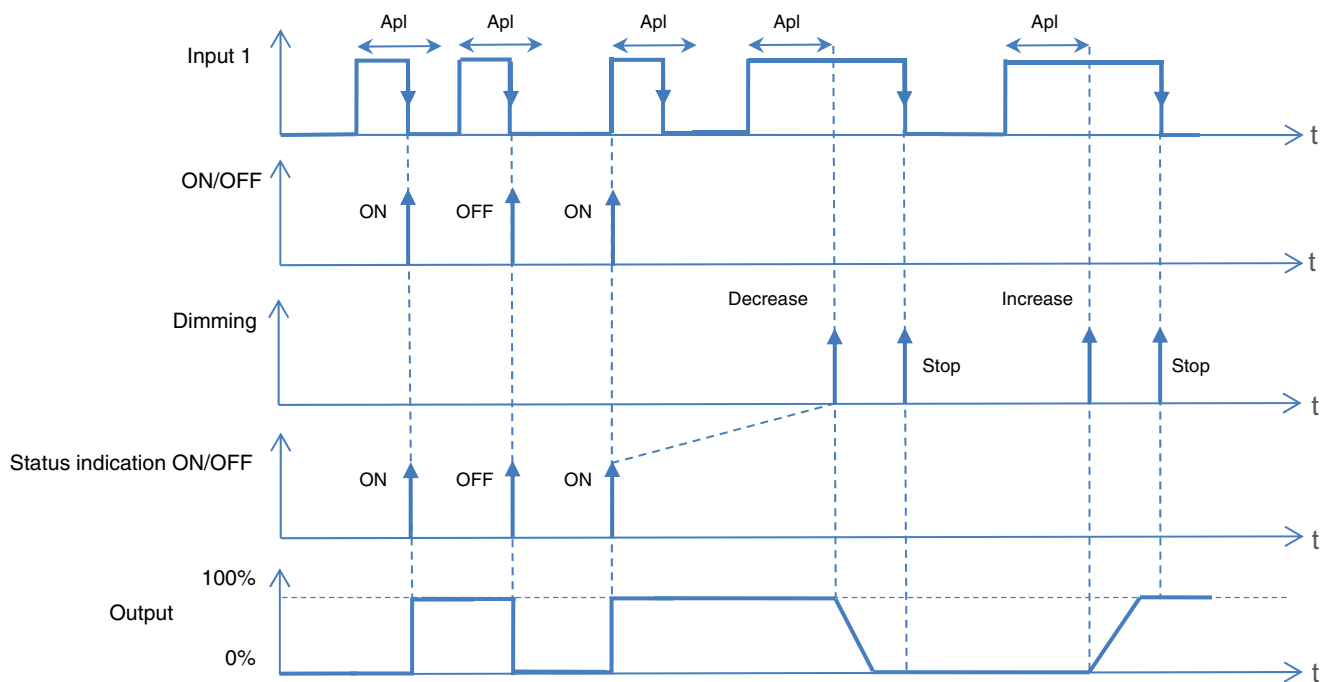 Apl Apl Apl Apl Apl
Input 1
t
ON/OFF
ON OFF ON
t
Decrease Increase
Dimming
Stop Stop
t
Status indication ON/OFF
ON OFF ON
t
100%
Output
0%
t